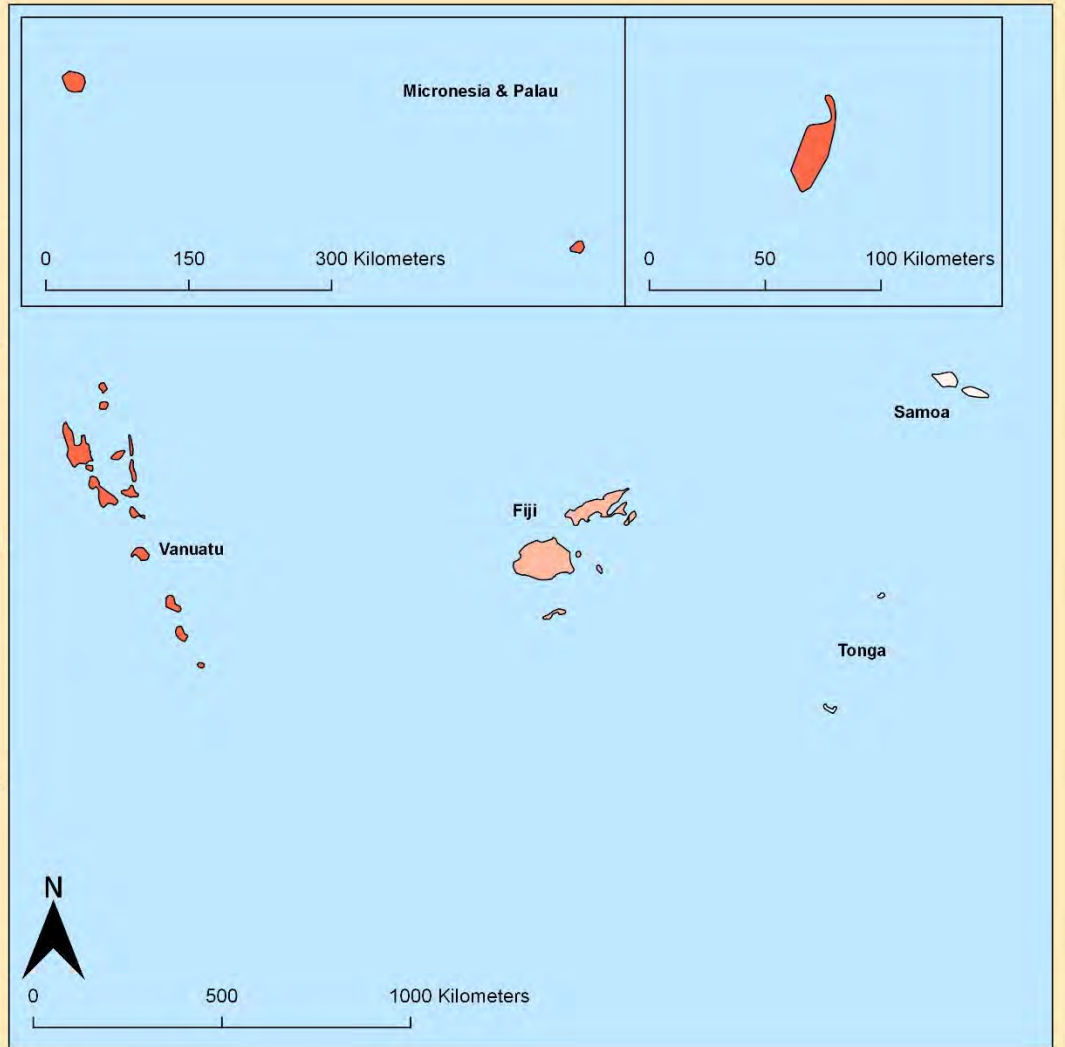 Micronesia & Palau
0 150 300 Kilometers
0 50 100 Kilometers
Samoa
Fiji
Vanuatu
Tonga
N
0 500 1000 Kilometers